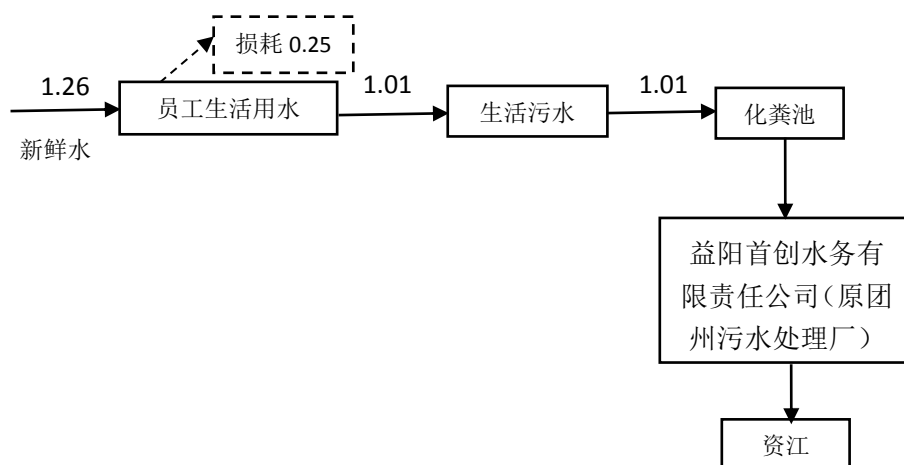 损耗 0.25
1.26
员工生活用水
1.01
生活污水
1.01
化粪池
新鲜水
益阳首创水务有
限责任公司（原团
州污水处理厂）
资江